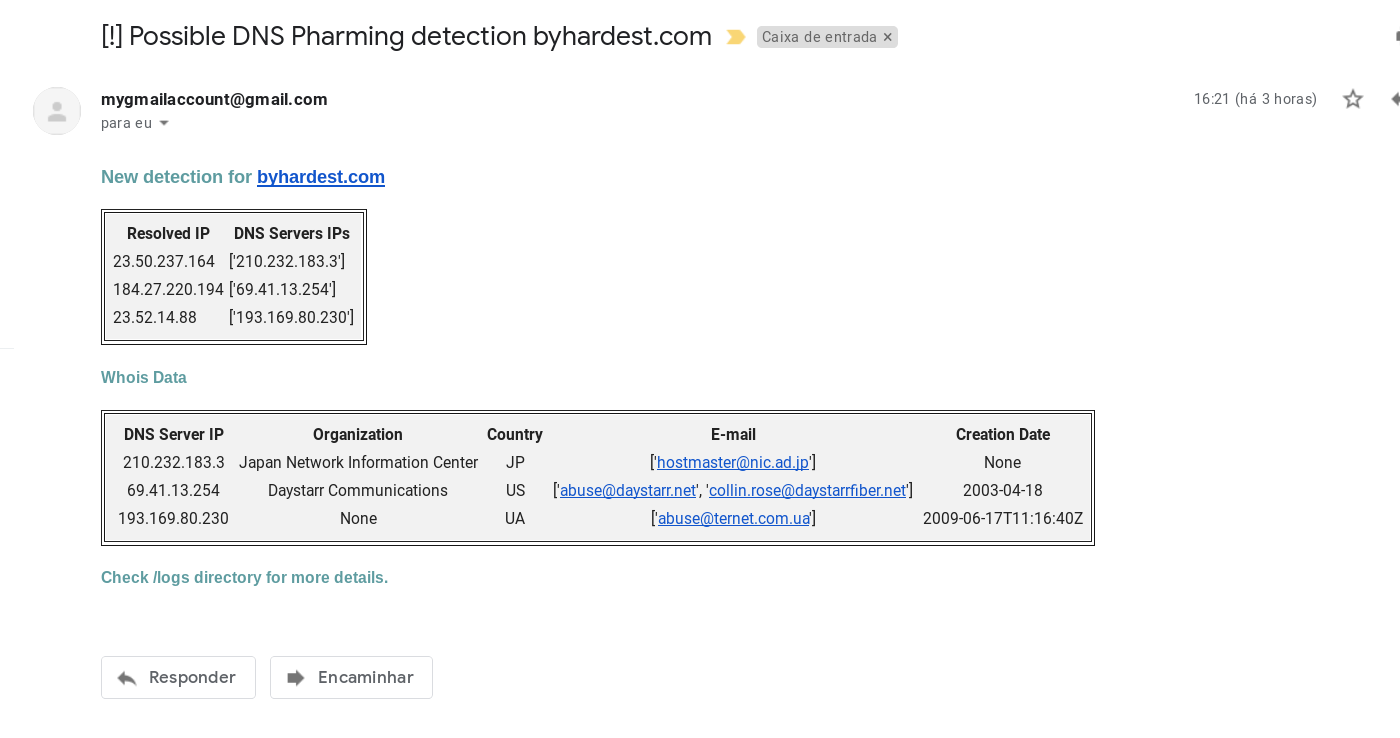 [!] Possible DNS Pharming detection byhardest.com Caixa de entrada ×
mygmailaccount@gmail.com 16:21 (há 3 horas)
para eu
New detection for byhardest.com
Resolved IP DNS Servers IPs
23.50.237.164 ['210.232.183.3']
184.27.220.194 ['69.41.13.254']
23.52.14.88 ['193.169.80.230']
Whois Data
DNS Server IP Organization Country E-mail Creation Date
210.232.183.3 Japan Network Information Center JP ['hostmaster@nic.ad.jp'] None
69.41.13.254 Daystarr Communications US ['abuse@daystarr.net', 'collin.rose@daystarrfiber.net'] 2003-04-18
193.169.80.230 None UA ['abuse@ternet.com.ua'] 2009-06-17T11:16:40Z
Check /logs directory for more details.
Responder Encaminhar